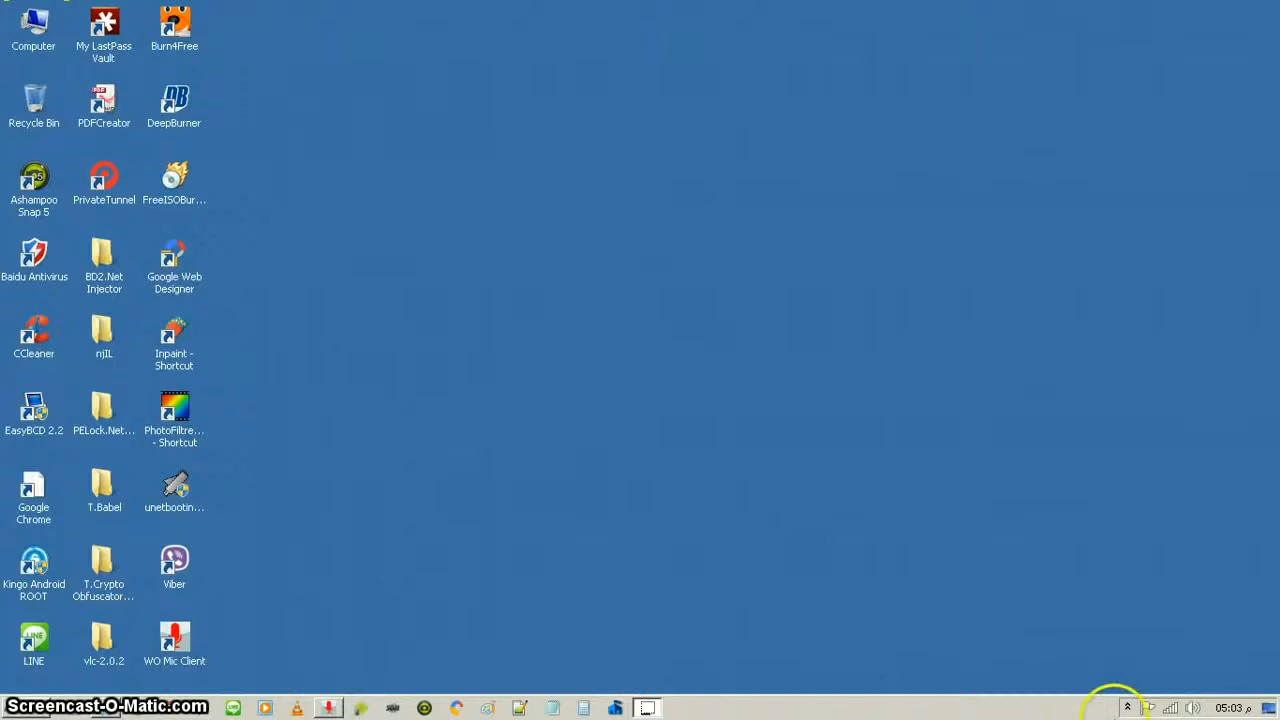 Computer
My LastPass
Vault
Burn4Free
Recycle Bin
PDFCreator
DeepBurner
Ashampoo
Snap 5
PrivateTunnel
FreeISOBur...
Baidu Antivirus
BD2.Net
Injector
Google Web
Designer
CCleaner
njIL
Inpaint -
Shortcut
EasyBCD 2.2
PELock.Net...
PhotoFiltre...
- Shortcut
Google
Chrome
T.Babel
unetbootin...
Kingo Android
ROOT
T.Crypto
Obfuscator...
Viber
LINE
vlc-2.0.2
WO Mic Client
Screencast-O-Matic.com
05:03 م